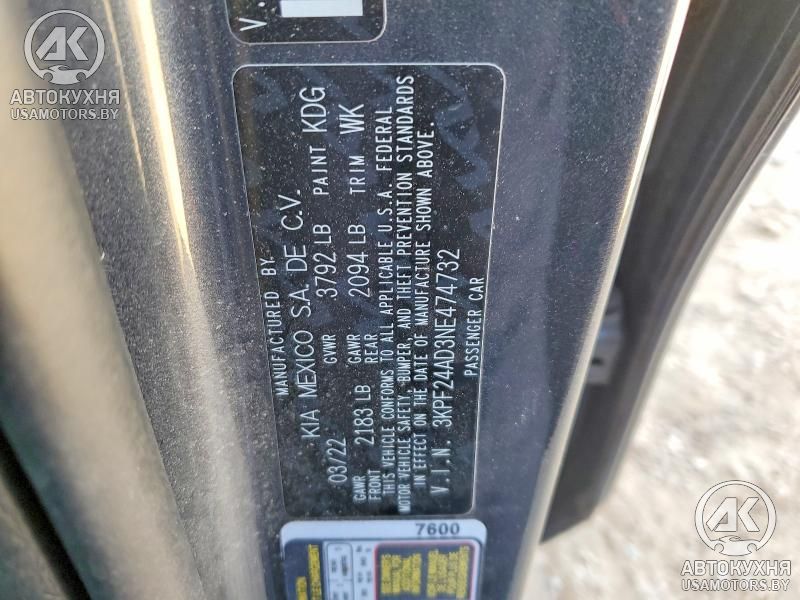 V.
MANUFACTURED BY
KIA MEXICO S.A. DE C.V.
03/22 GVWR 3792 LB PAINT KDG
GAWR FRONT 2183 LB GAWR REAR 2094 LB TRIM WK
THIS VEHICLE CONFORMS TO ALL APPLICABLE U.S.A. FEDERAL
MOTOR VEHICLE SAFETY, BUMPER, AND THEFT PREVENTION STANDARDS
IN EFFECT ON THE DATE OF MANUFACTURE SHOWN ABOVE.
V.I.N. 3KPF24AD3NE474732
PASSENGER CAR
7600
AK
АВТОКУХНЯ
USAMOTORS.BY
AK
АВТОКУХНЯ
USAMOTORS.BY